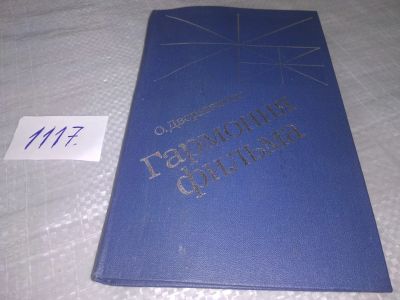 1117.
О. Дворниченко
Гармония
фильма